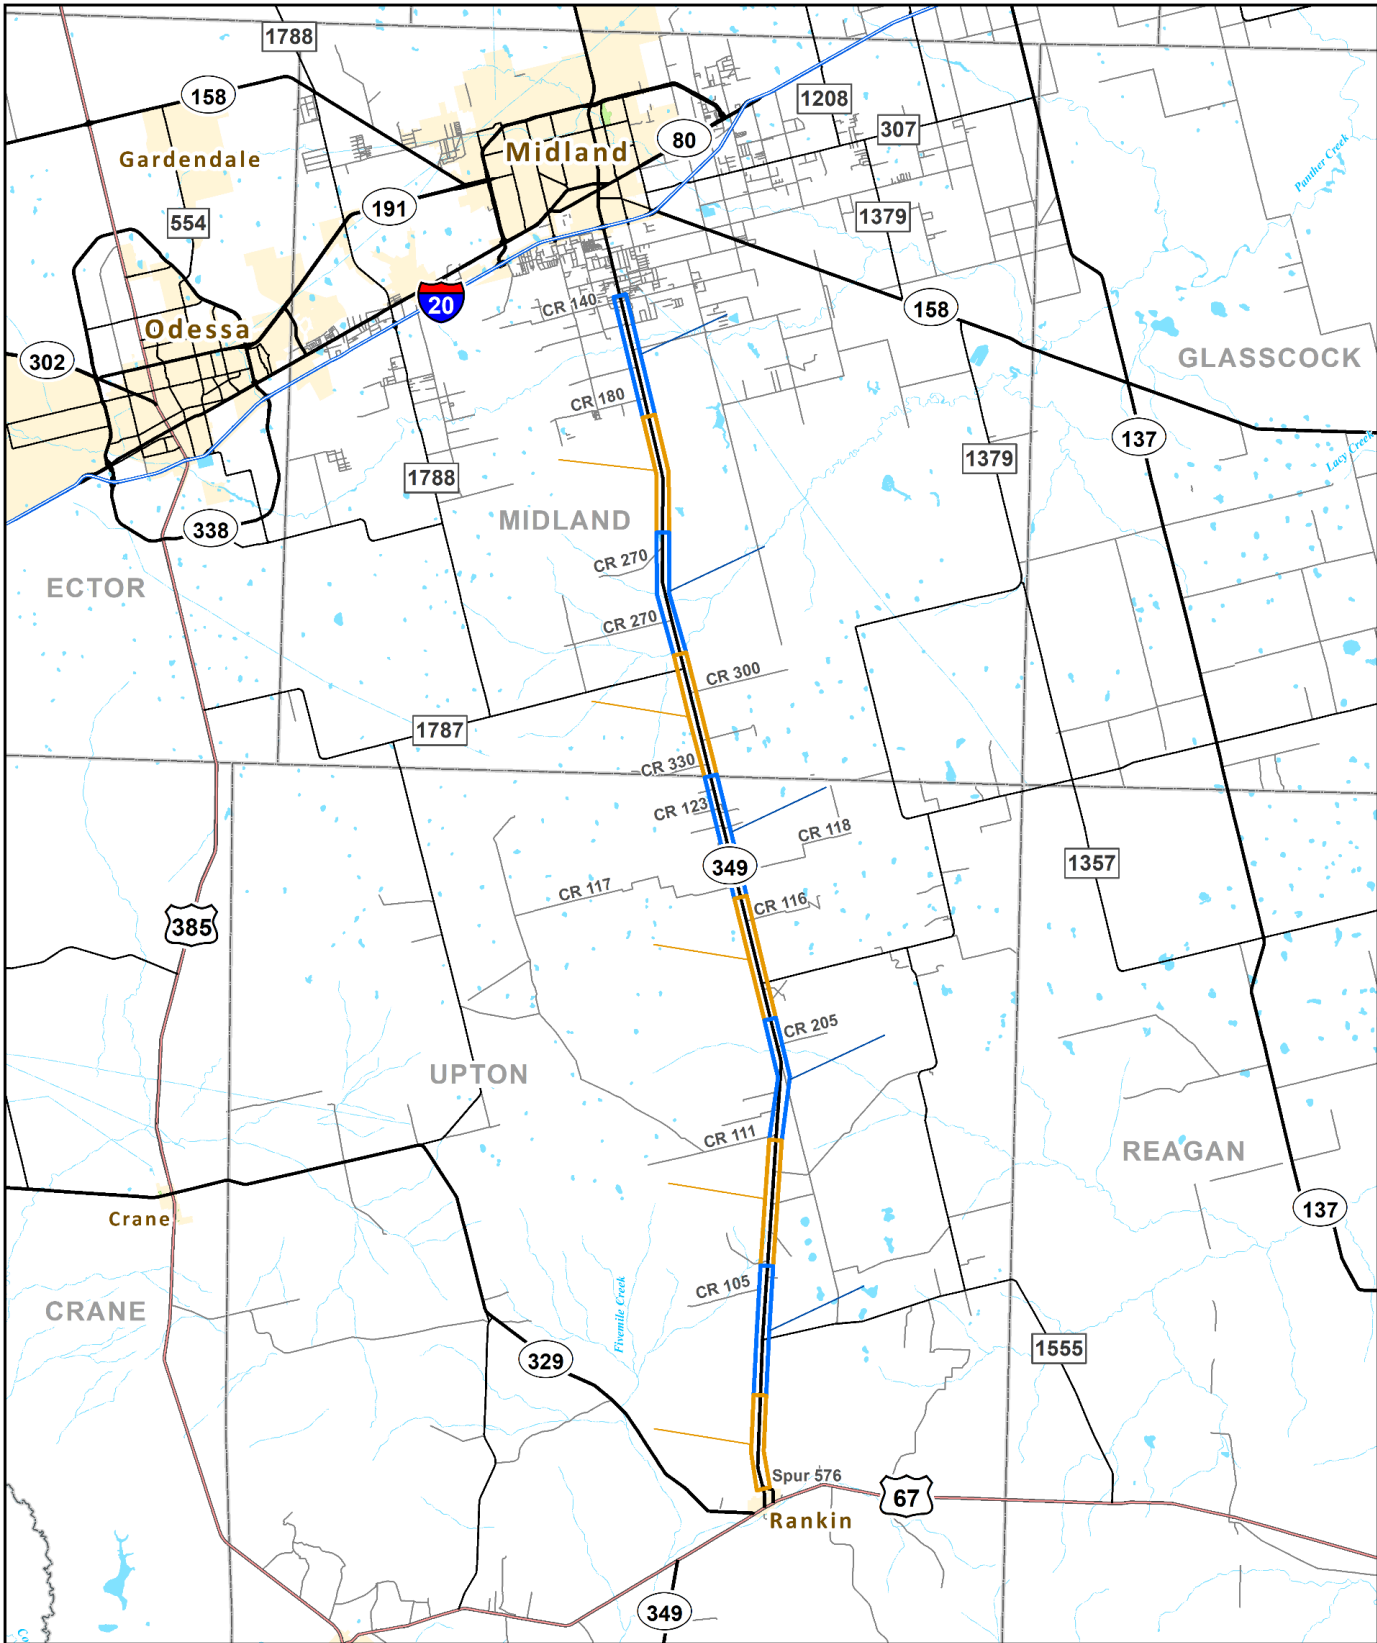 1788
158
1208
80
307
Gardendale
Midland
Panther Creek
191
554
1379
20
CR 140
158
Odessa
302
GLASSCOCK
CR 180
137
Lacy Creek
1379
1788
MIDLAND
338
CR 270
ECTOR
CR 270
CR 300
1787
CR 330
CR 123
CR 118
349
1357
CR 117
CR 116
385
CR 205
UPTON
CR 111
REAGAN
137
Crane
CR 105
CRANE
Fivemile Creek
329
1555
Spur 576
67
Rankin
349